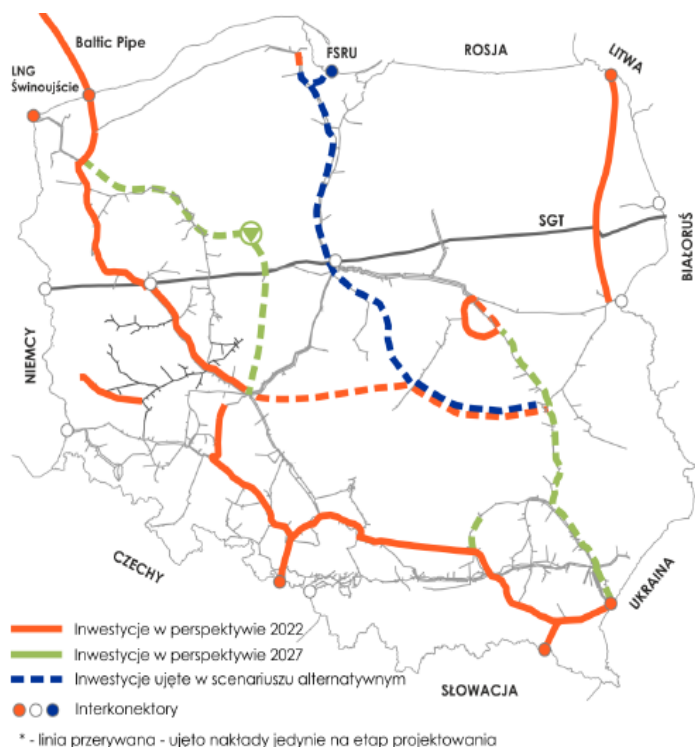 Baltic Pipe
FSRU
ROSJA
LITWA
LNG
Świnoujście
SGT
BIAŁORUŚ
NIEMCY
CZECHY
UKRAINA
SŁOWACJA
Inwestycje w perspektywie 2022
Inwestycje w perspektywie 2027
Inwestycje ujęte w scenariuszu alternatywnym
Interkonektory
* - linia przerywana - ujeto nakłady jedynie na etap projektowania